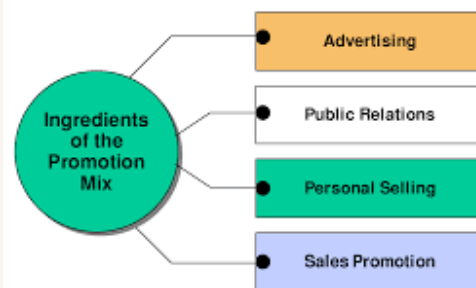 Ingredients
of the
Promotion
Mix
Advertising
Public Relations
Personal Selling
Sales Promotion